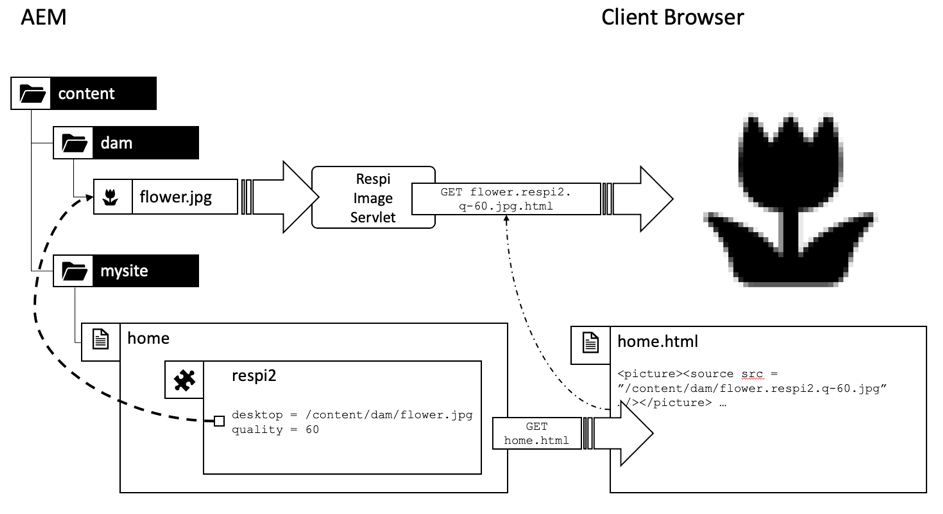 AEM
Client Browser
content
dam
flower.jpg
Respi
Image
Servlet
GET flower.respi2.
q-60.jpg.html
mysite
home
respi2
desktop = /content/dam/flower.jpg
quality = 60
GET
home.html
home.html
<picture><source src =
”/content/dam/flower.respi2.q-60.jpg”
/></picture> …